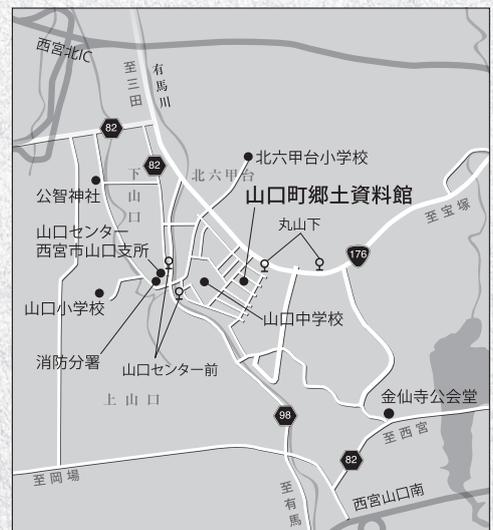 西宮北IC
至三田
有馬川
82
82
北六甲台小学校
下山口
北六甲台
公智神社
山口町郷土資料館
至宝塚
山口センター
西宮市山口支所
丸山下
176
山口小学校
山口中学校
消防分署
山口センター前
上山口
98
金仙寺公会堂
至西宮
82
至岡場
至有馬
西宮山口南